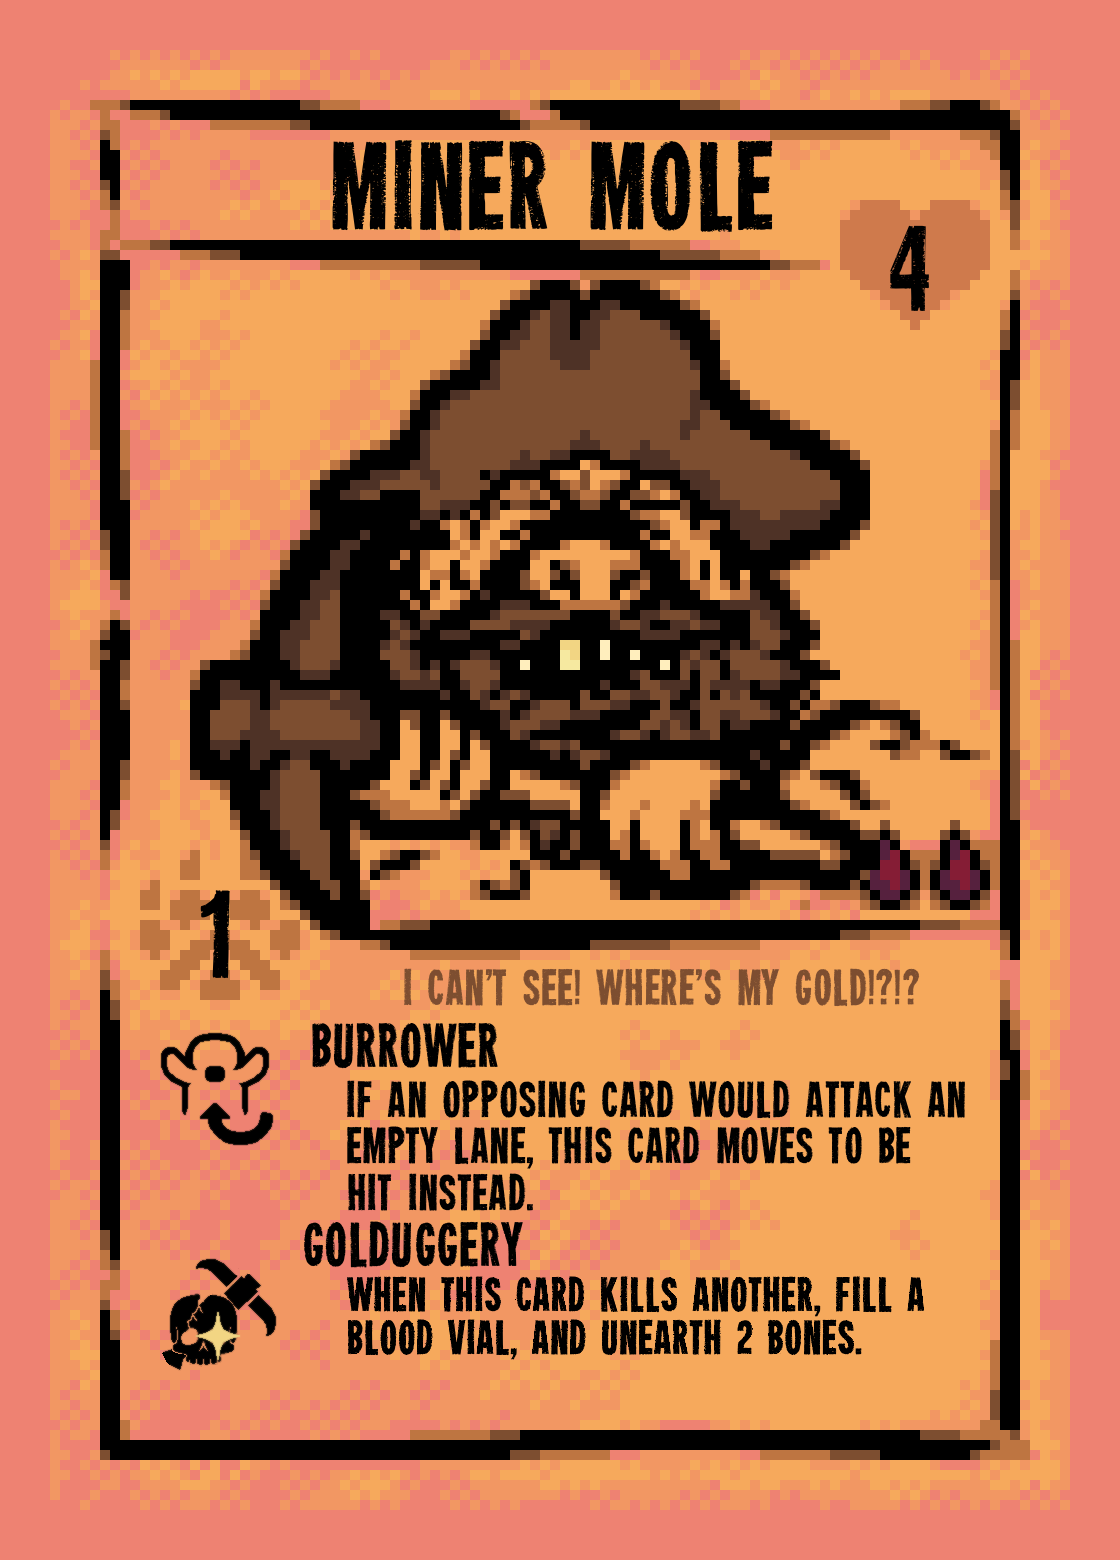 MINER MOLE
4
1
I CAN'T SEE! WHERE'S MY GOLD!?!?
BURROWER
IF AN OPPOSING CARD WOULD ATTACK AN
EMPTY LANE, THIS CARD MOVES TO BE
HIT INSTEAD.
GOLDUGGERY
WHEN THIS CARD KILLS ANOTHER, FILL A
BLOOD VIAL, AND UNEARTH 2 BONES.